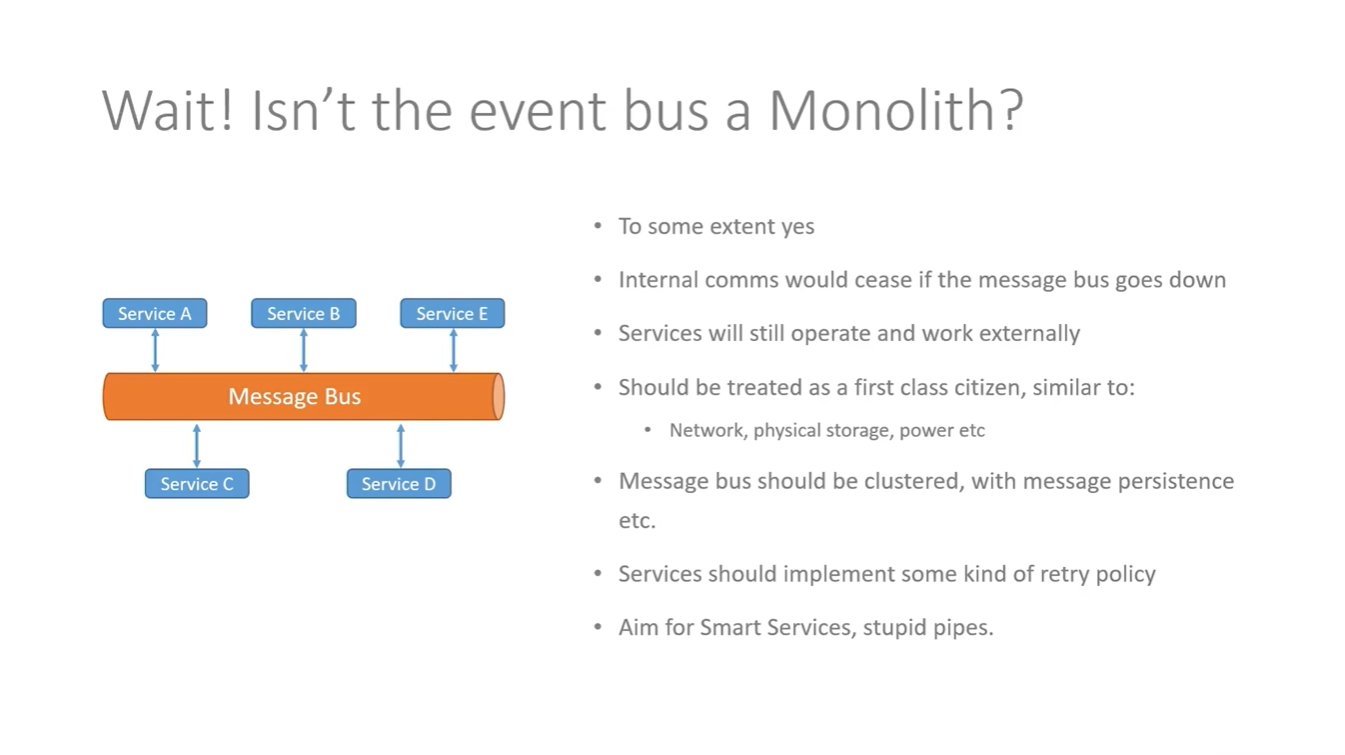 Wait! Isn’t the event bus a Monolith?
Service A
Service B
Service E
Message Bus
Service C
Service D
• To some extent yes
• Internal comms would cease if the message bus goes down
• Services will still operate and work externally
• Should be treated as a first class citizen, similar to:
• Network, physical storage, power etc
• Message bus should be clustered, with message persistence
etc.
• Services should implement some kind of retry policy
• Aim for Smart Services, stupid pipes.